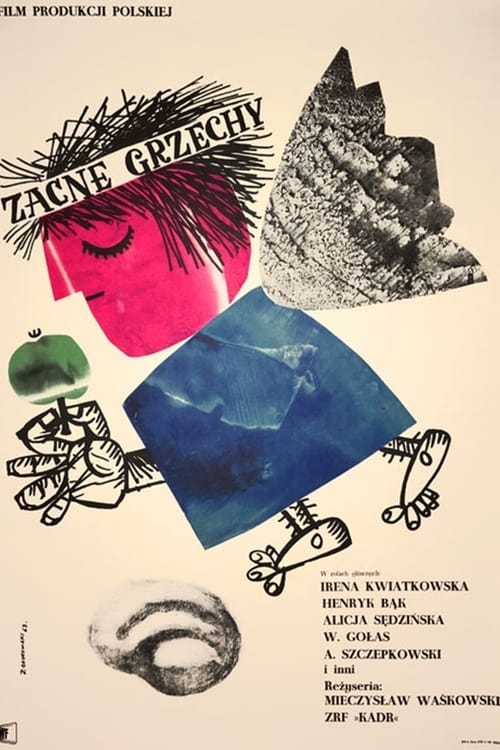 FILM PRODUKCJI POLSKIEJ
ZACNE GRZECHY
W rolach głównych:
IRENA KWIATKOWSKA
HENRYK BĄK
ALICJA SĘDZIŃSKA
W. GOŁAS
A. SZCZEPKOWSKI
i inni
Reżyseria:
MIECZYSŁAW WAŚKOWSKI
ZRF »KADR«